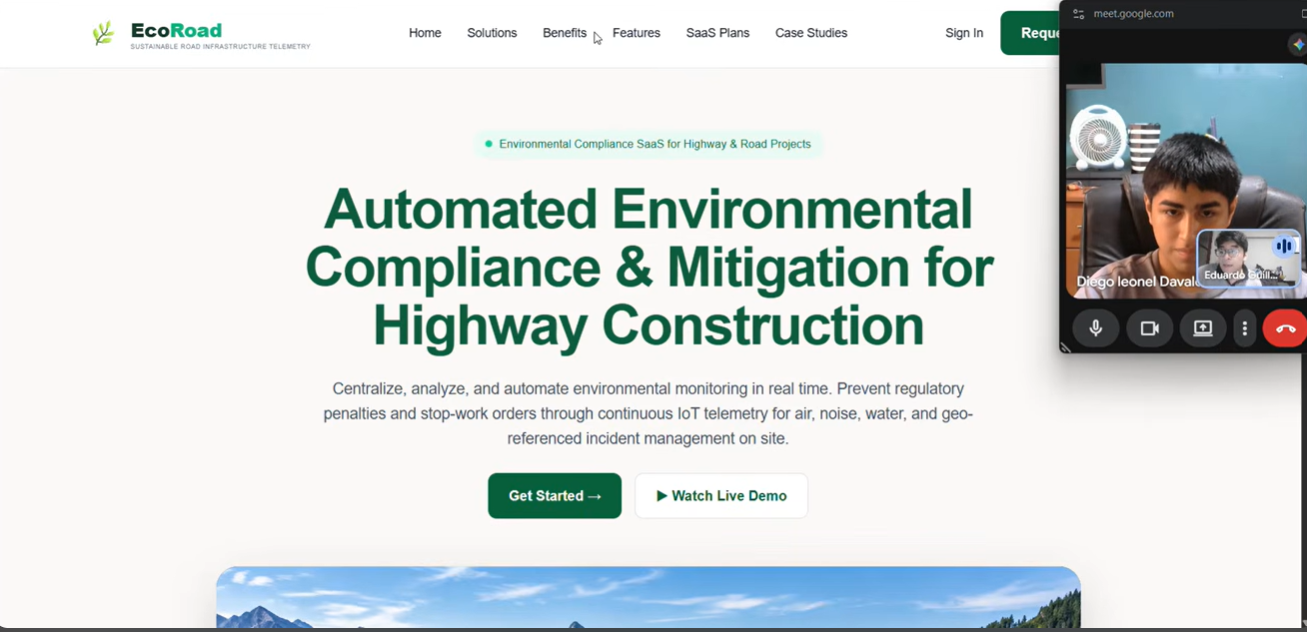 EcoRoad
SUSTAINABLE ROAD INFRASTRUCTURE TELEMETRY
Home
Solutions
Benefits
Features
SaaS Plans
Case Studies
Sign In
Reque
meet.google.com
Environmental Compliance SaaS for Highway & Road Projects
Automated Environmental
Compliance & Mitigation for
Highway Construction
Centralize, analyze, and automate environmental monitoring in real time. Prevent regulatory
penalties and stop-work orders through continuous IoT telemetry for air, noise, water, and geo-
referenced incident management on site.
Get Started →
▶ Watch Live Demo
Diego leonel Davalo
Eduardo Quill...